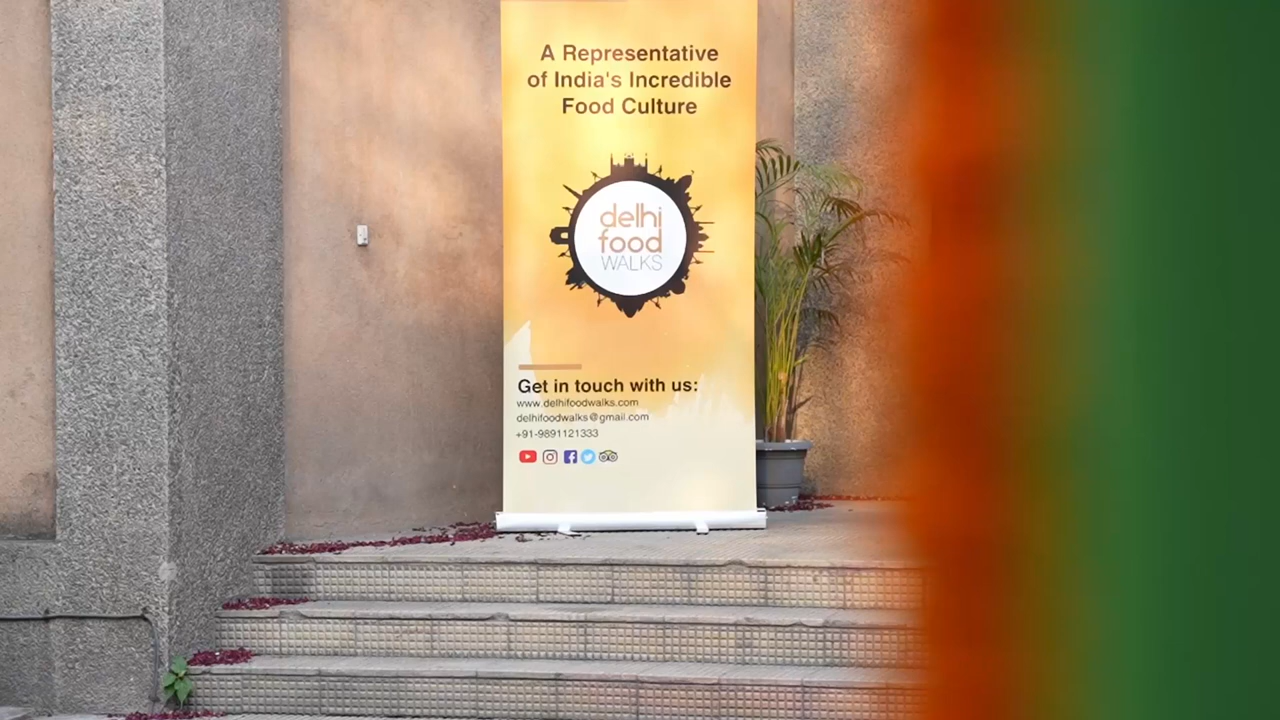 A Representative
of India's Incredible
Food Culture
delhi
food
WALKS
Get in touch with us:
www.delhifoodwalks.com
delhifoodwalks@gmail.com
+91-9891121333